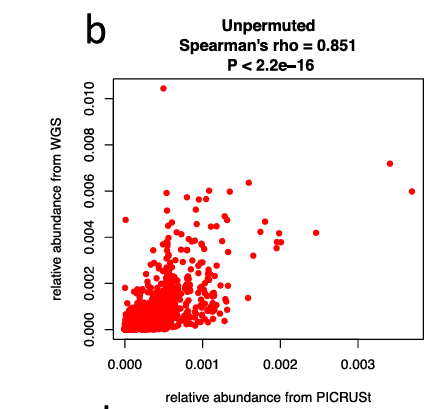 b
Unpermuted
Spearman's rho = 0.851
P < 2.2e−16
relative abundance from WGS
0.010
0.008
0.006
0.004
0.002
0.000
0.000 0.001 0.002 0.003
relative abundance from PICRUSt